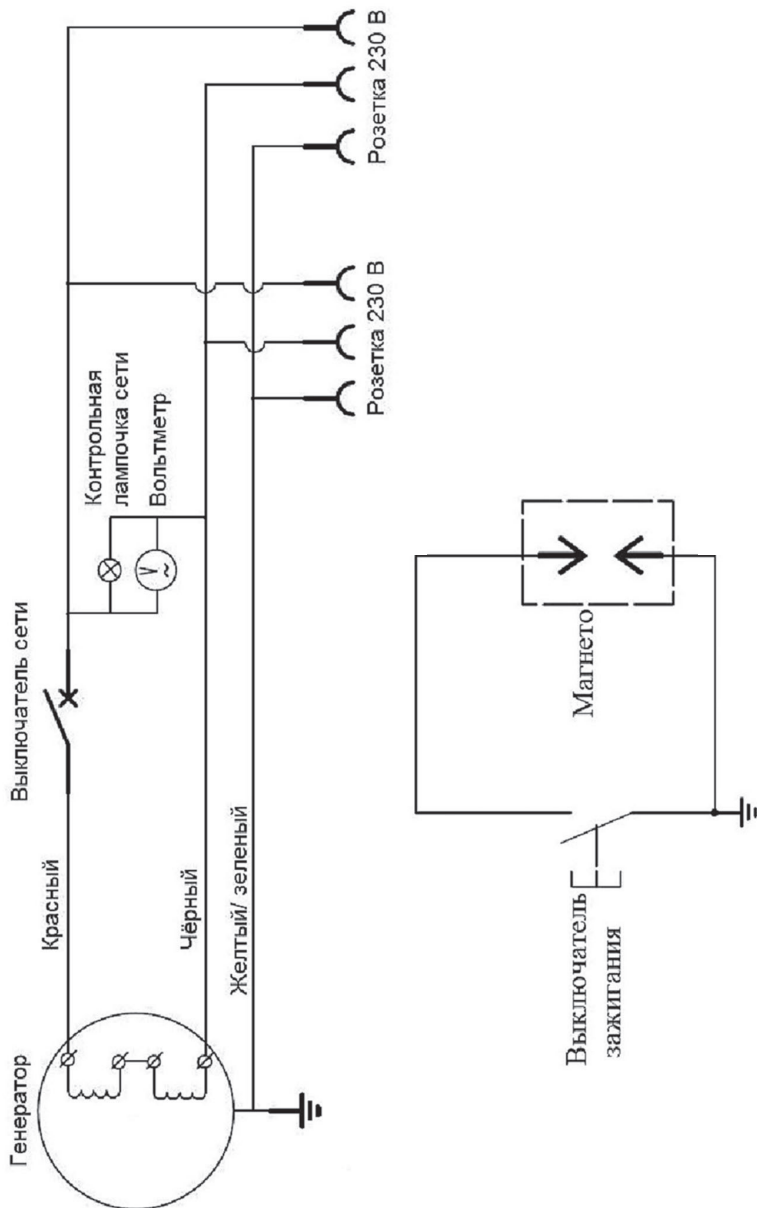 Генератор
Красный
Чёрный
Желтый/ зеленый
Выключатель сети
Контрольная
лампочка сети
Вольтметр
V
~
Розетка 230 В
Розетка 230 В
Выключатель
зажигания
Магнето